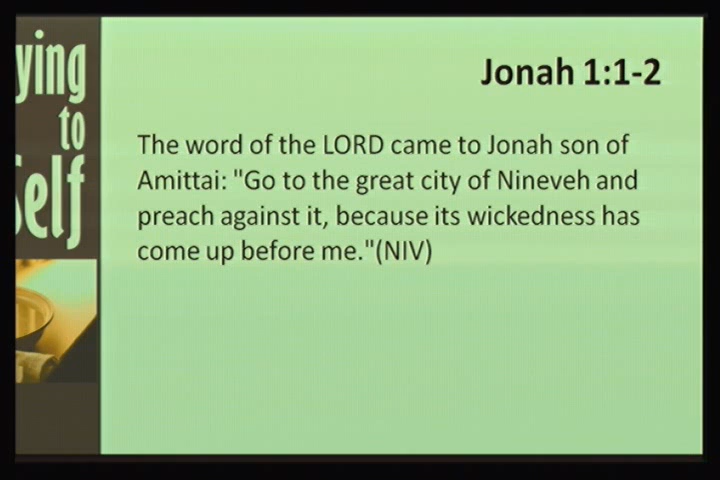 ying
to
Self
Jonah 1:1-2
The word of the LORD came to Jonah son of
Amittai: "Go to the great city of Nineveh and
preach against it, because its wickedness has
come up before me."(NIV)